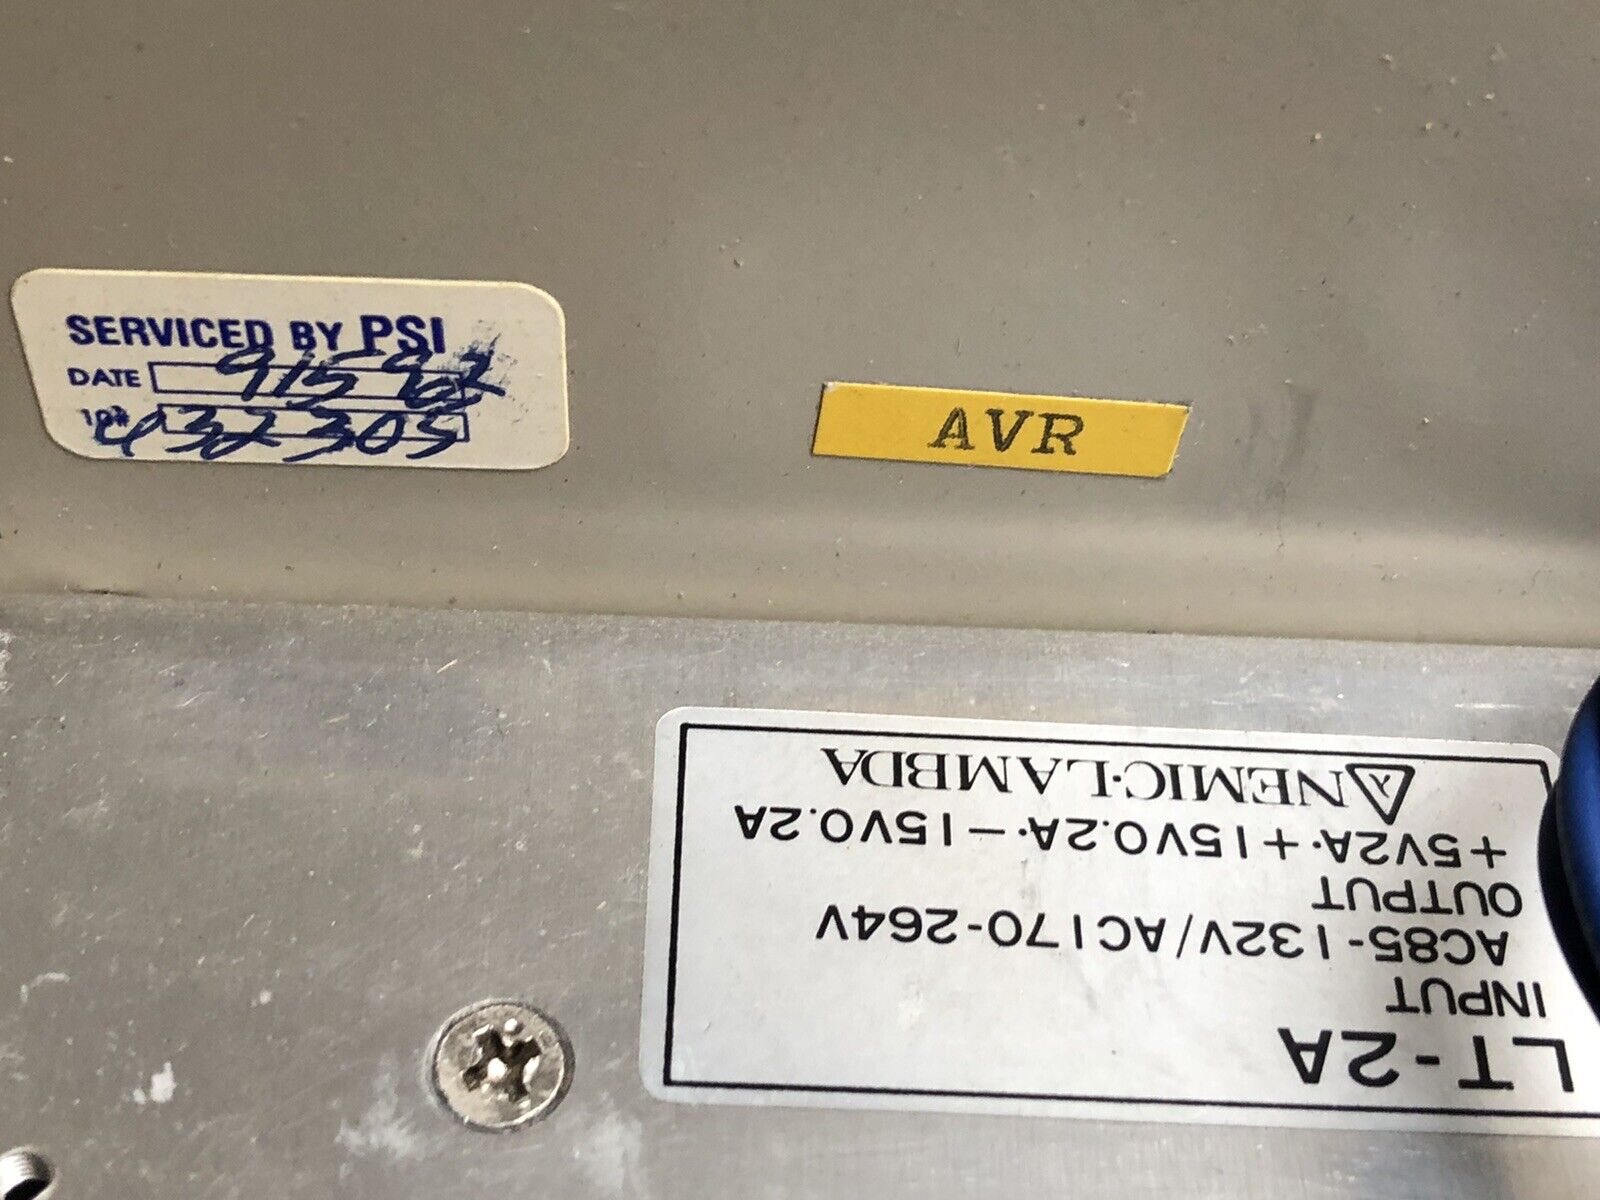 SERVICED BY PSI
DATE
432305
AVR
LT-2A
INPUT
AC85-132V/AC170-264V
OUTPUT
+5V2A·+15V0.2A·-15V0.2A
NEMIC·LAMBDA